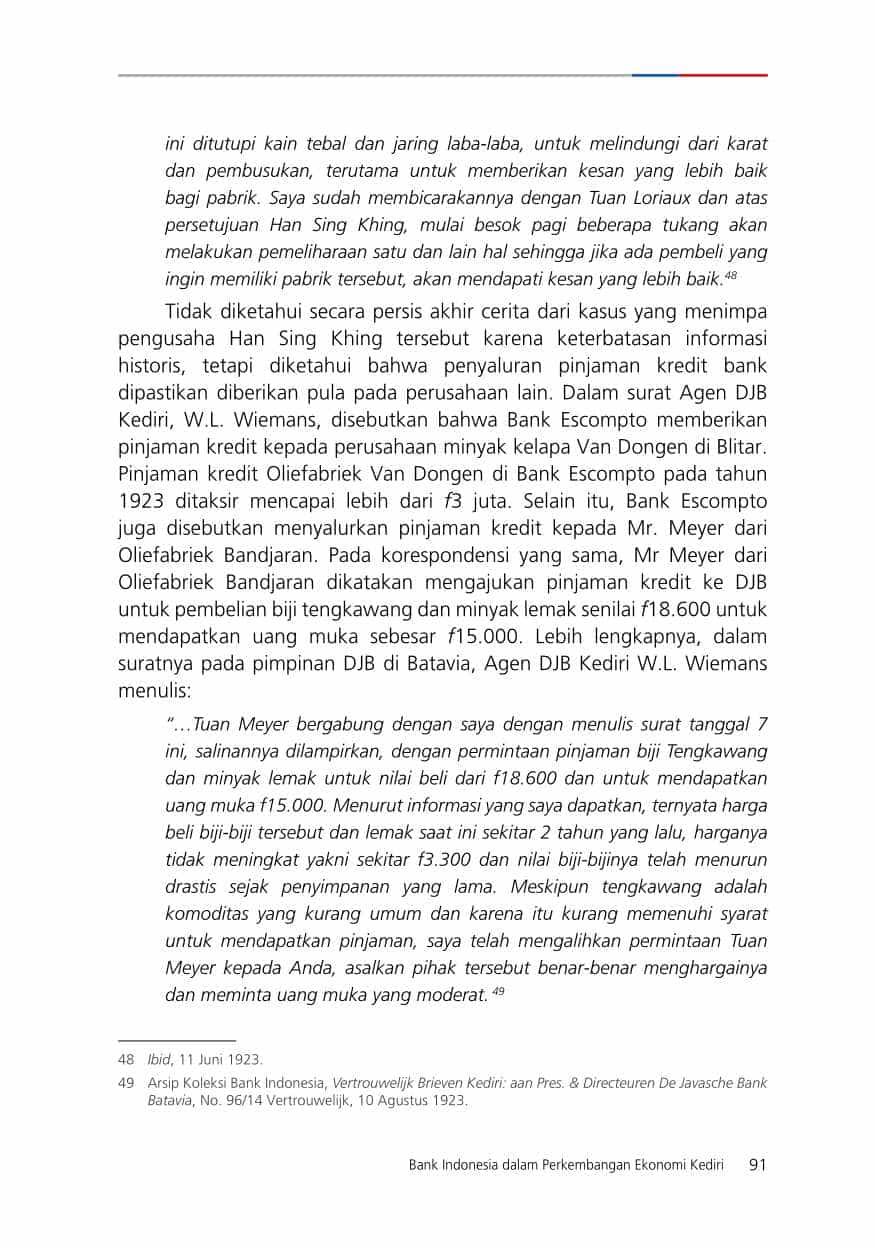 ini ditutupi kain tebal dan jaring laba-laba, untuk melindungi dari karat
dan pembusukan, terutama untuk memberikan kesan yang lebih baik
bagi pabrik. Saya sudah membicarakannya dengan Tuan Loriaux dan atas
persetujuan Han Sing Khing, mulai besok pagi beberapa tukang akan
melakukan pemeliharaan satu dan lain hal sehingga jika ada pembeli yang
ingin memiliki pabrik tersebut, akan mendapati kesan yang lebih baik.48
Tidak diketahui secara persis akhir cerita dari kasus yang menimpa
pengusaha Han Sing Khing tersebut karena keterbatasan informasi
historis, tetapi diketahui bahwa penyaluran pinjaman kredit bank
dipastikan diberikan pula pada perusahaan lain. Dalam surat Agen DJB
Kediri, W.L. Wiemans, disebutkan bahwa Bank Escompto memberikan
pinjaman kredit kepada perusahaan minyak kelapa Van Dongen di Blitar.
Pinjaman kredit Oliefabriek Van Dongen di Bank Escompto pada tahun
1923 ditaksir mencapai lebih dari f3 juta. Selain itu, Bank Escompto
juga disebutkan menyalurkan pinjaman kredit kepada Mr. Meyer dari
Oliefabriek Bandjaran. Pada korespondensi yang sama, Mr Meyer dari
Oliefabriek Bandjaran dikatakan mengajukan pinjaman kredit ke DJB
untuk pembelian biji tengkawang dan minyak lemak senilai f18.600 untuk
mendapatkan uang muka sebesar f15.000. Lebih lengkapnya, dalam
suratnya pada pimpinan DJB di Batavia, Agen DJB Kediri W.L. Wiemans
menulis:
“…Tuan Meyer bergabung dengan saya dengan menulis surat tanggal 7
ini, salinannya dilampirkan, dengan permintaan pinjaman biji Tengkawang
dan minyak lemak untuk nilai beli dari f18.600 dan untuk mendapatkan
uang muka f15.000. Menurut informasi yang saya dapatkan, ternyata harga
beli biji-biji tersebut dan lemak saat ini sekitar 2 tahun yang lalu, harganya
tidak meningkat yakni sekitar f3.300 dan nilai biji-bijinya telah menurun
drastis sejak penyimpanan yang lama. Meskipun tengkawang adalah
komoditas yang kurang umum dan karena itu kurang memenuhi syarat
untuk mendapatkan pinjaman, saya telah mengalihkan permintaan Tuan
Meyer kepada Anda, asalkan pihak tersebut benar-benar menghargainya
dan meminta uang muka yang moderat. 49
48 Ibid, 11 Juni 1923.
49 Arsip Koleksi Bank Indonesia, Vertrouwelijk Brieven Kediri: aan Pres. & Directeuren De Javasche Bank
Batavia, No. 96/14 Vertrouwelijk, 10 Agustus 1923.
Bank Indonesia dalam Perkembangan Ekonomi Kediri 91